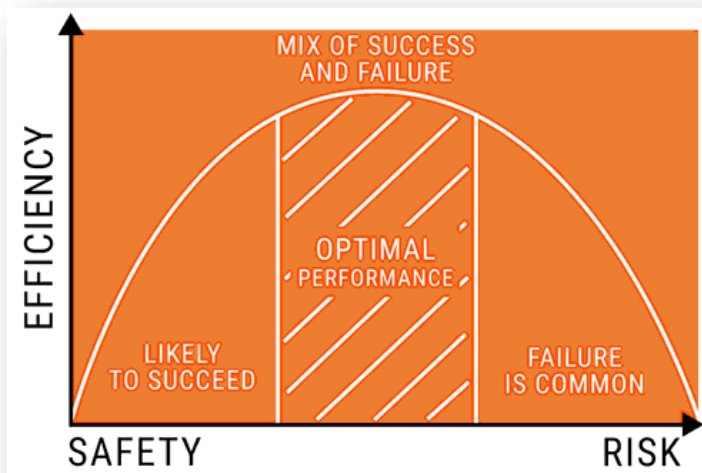 MIX OF SUCCESS
AND FAILURE
EFFICIENCY
OPTIMAL
PERFORMANCE
LIKELY
TO SUCCEED
FAILURE
IS COMMON
SAFETY
RISK